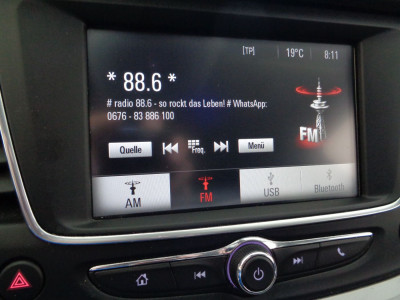 [TP] 19°C 8:11
* 88.6 *
# radio 88.6 - so rockt das Leben! # WhatsApp:
0676 - 83 886 100
FM
Quelle Freq. Menü
AM FM USB Bluetooth